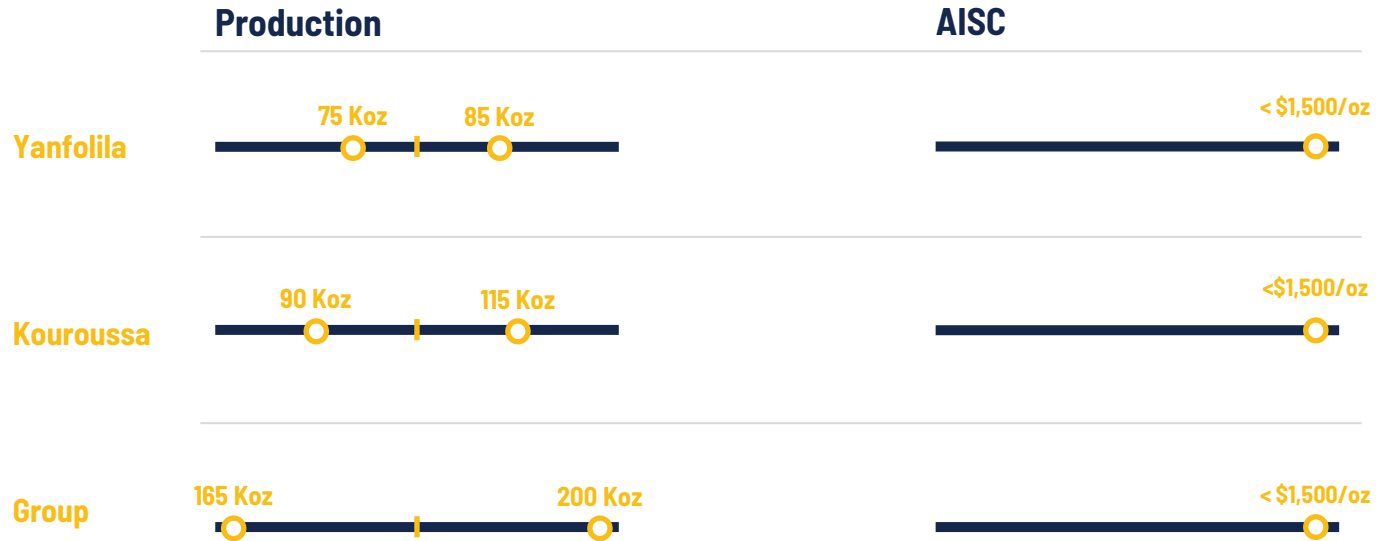 Production
AISC
75 Koz
85 Koz
< $1,500/oz
Yanfolila
90 Koz
115 Koz
<$1,500/oz
Kouroussa
165 Koz
200 Koz
< $1,500/oz
Group